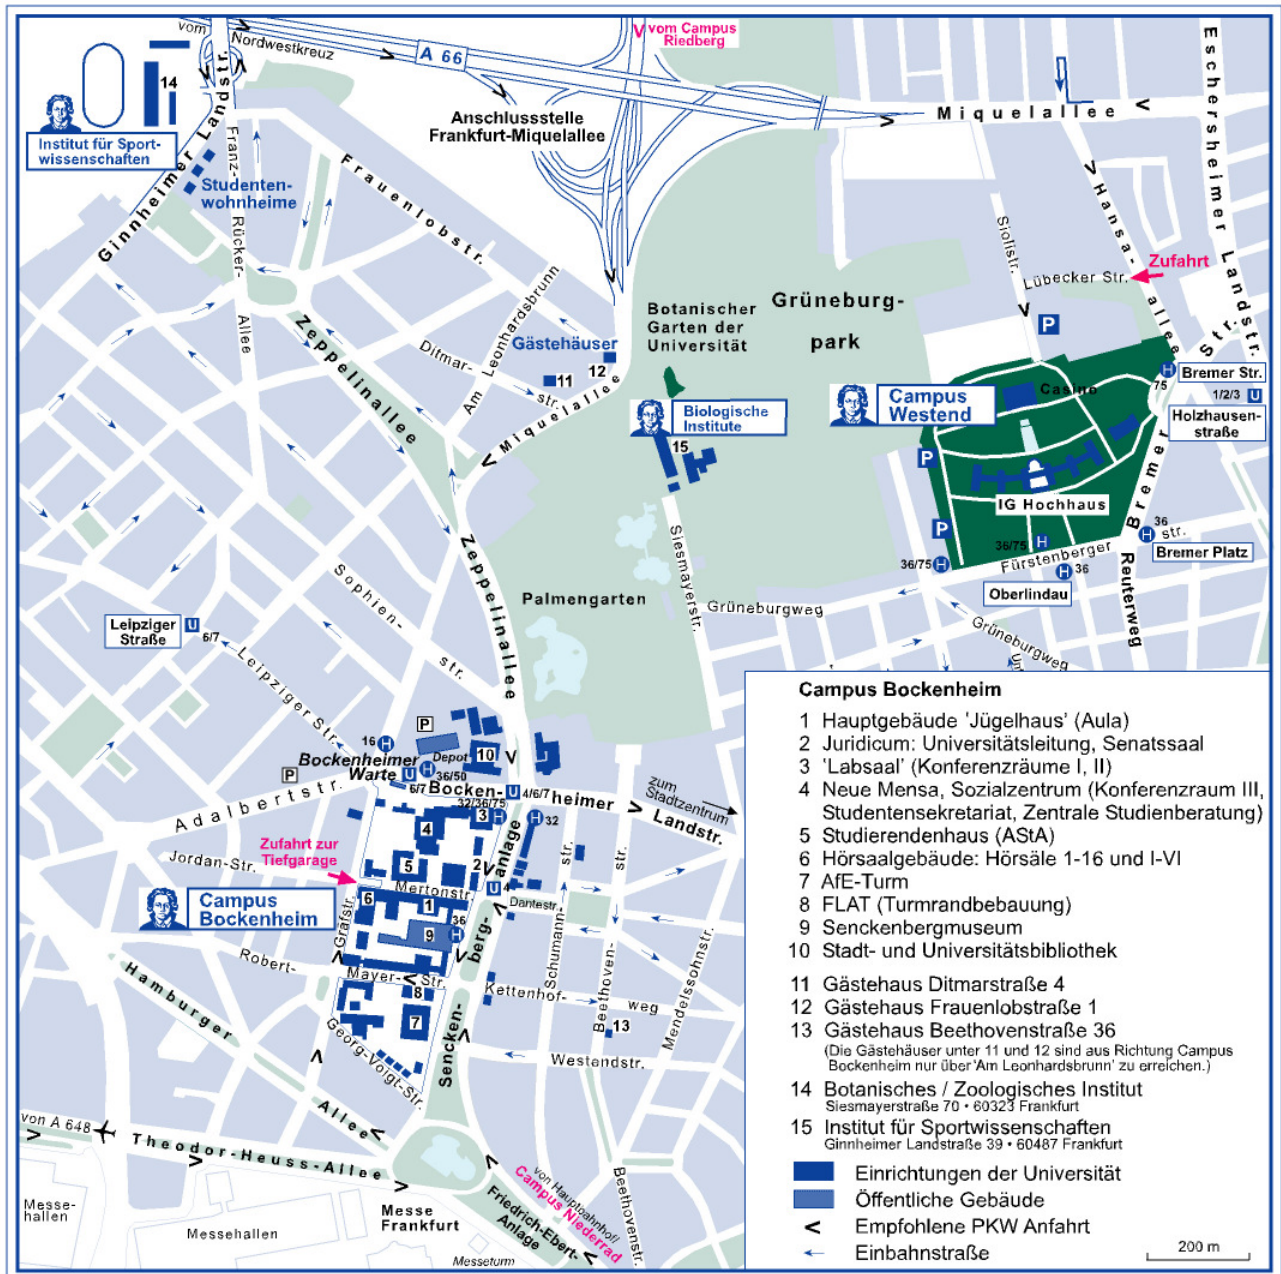 vom
Nordwestkreuz
A 66
vom Campus
Riedberg
Eschersheimer Landstr.
14
Institut für Sport-
wissenschaften
Ginnheimer Landstr.
Franz-
Rücker-
Allee
Studenten-
wohnheime
Frauenlobstr.
Anschlussstelle
Frankfurt-Miquelallee
Miquelallee
Hansa-
allee
Siolistr.
Zufahrt
Lübecker Str.
Zeppelinallee
Ditmar-
str.
Am Leonhardsbrunn
Gästehäuser
11
12
Miquelallee
Botanischer
Garten der
Universität
Grüneburg-
park
P
Campus
Westend
Casino
75
H
Bremer Str.
1/2/3 U
Holzhausen-
straße
Bremer
Str.
Biologische
Institute
15
P
IG Hochhaus
P
36/75 H
36/75 H
Fürstenberger
str.
36
H
Bremer Platz
H 36
Oberlindau
Reuterweg
Siesmayerstr.
Grüneburgweg
Grüneburgweg
Zeppelinallee
Palmengarten
Sophien-
str.
Leipziger
Straße
U
6/7
Leipziger Str.
P
16 H
Depot
10
Bockenheimer
Warte
U
H
36/50
P
6/7
Bocken-
U 4/6/7
heimer
Landstr.
zum
Stadtzentrum
Adalbertstr.
32/36/75
3
H
H 32
4
5
2
anlage
Zufahrt zur
Tiefgarage
Jordan-Str.
Mertonstr.
U 4
Dantestr.
Campus
Bockenheim
6
1
36
9
H
Gräfstr.
berg-
Schumann-
str.
Beethoven-
str.
Mendelssohnstr.
Robert-
Mayer-
Str.
8
7
Kettenhof-
weg
13
Westendstr.
Georg-Voigt-Str.
Sencken-
Hamburger
Allee
von A 648
Theodor-Heuss-Allee
Messe-
hallen
Messehallen
Messe
Frankfurt
Messeturm
Friedrich-Ebert-
Anlage
von Hauptbahnhof/
Campus Niederrad
Beethovenstr.
Campus Bockenheim
1 Hauptgebäude 'Jügelhaus' (Aula)
2 Juridicum: Universitätsleitung, Senatssaal
3 'Labsaal' (Konferenzräume I, II)
4 Neue Mensa, Sozialzentrum (Konferenzraum III,
Studentensekretariat, Zentrale Studienberatung)
5 Studierendenhaus (AStA)
6 Hörsaalgebäude: Hörsäle 1-16 und I-VI
7 AfE-Turm
8 FLAT (Turmrandbebauung)
9 Senckenbergmuseum
10 Stadt- und Universitätsbibliothek
11 Gästehaus Ditmarstraße 4
12 Gästehaus Frauenlobstraße 1
13 Gästehaus Beethovenstraße 36
(Die Gästehäuser unter 11 und 12 sind aus Richtung Campus
Bockenheim nur über 'Am Leonhardsbrunn' zu erreichen.)
14 Botanisches / Zoologisches Institut
Siesmayerstraße 70 • 60323 Frankfurt
15 Institut für Sportwissenschaften
Ginnheimer Landstraße 39 • 60487 Frankfurt
Einrichtungen der Universität
Öffentliche Gebäude
Empfohlene PKW Anfahrt
Einbahnstraße
200 m